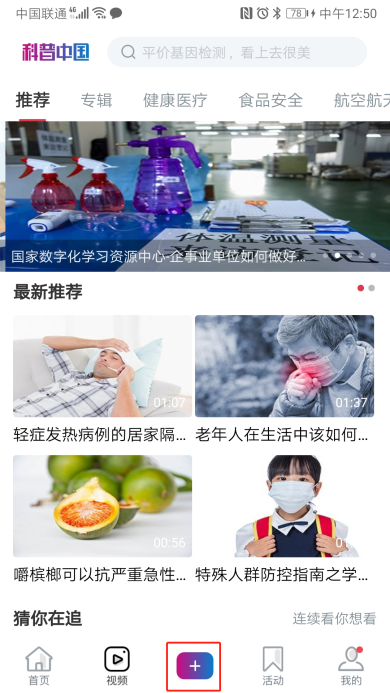 中国联通 4G
78 中午12:50
科普中国
平价基因检测，看上去很美
推荐 专辑 健康医疗 食品安全 航空航天
体温测量
国家数字化学习资源中心-企事业单位如何做好...
最新推荐
01:07
01:37
轻症发热病例的居家隔...
老年人在生活中该如何...
00:56
嚼槟榔可以抗严重急性...
特殊人群防控指南之学...
猜你在追 连续看你想看
首页 视频 活动 我的